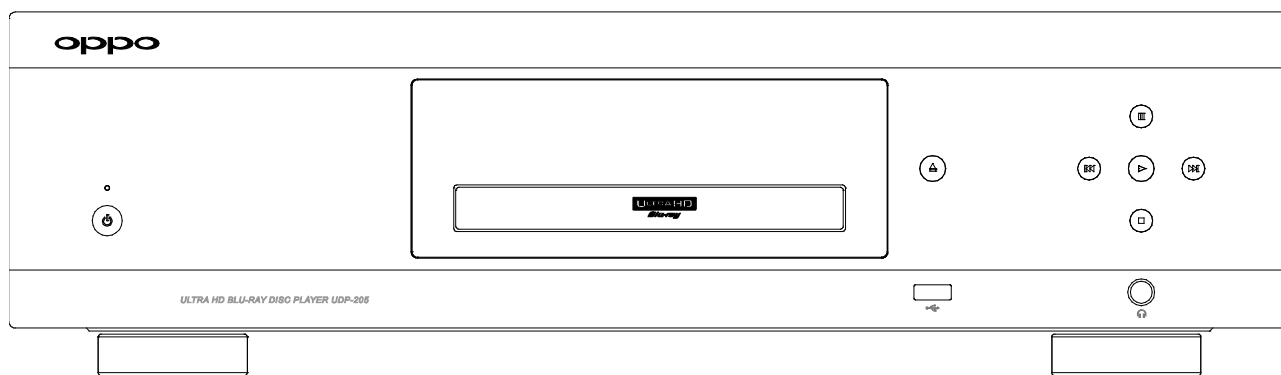 oppo
ULTRA HD
Blu-ray
ULTRA HD BLU-RAY DISC PLAYER UDP-205